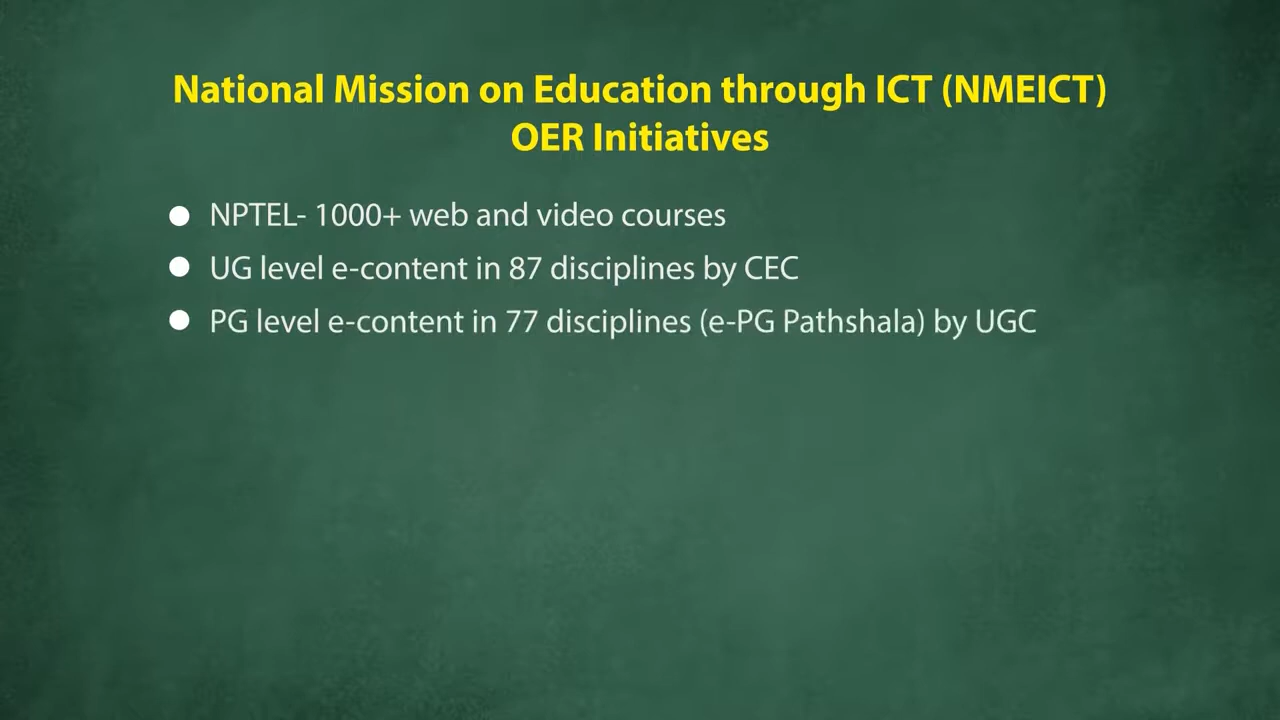 National Mission on Education through ICT (NMEICT)
OER Initiatives
● NPTEL- 1000+ web and video courses
● UG level e-content in 87 disciplines by CEC
● PG level e-content in 77 disciplines (e-PG Pathshala) by UGC